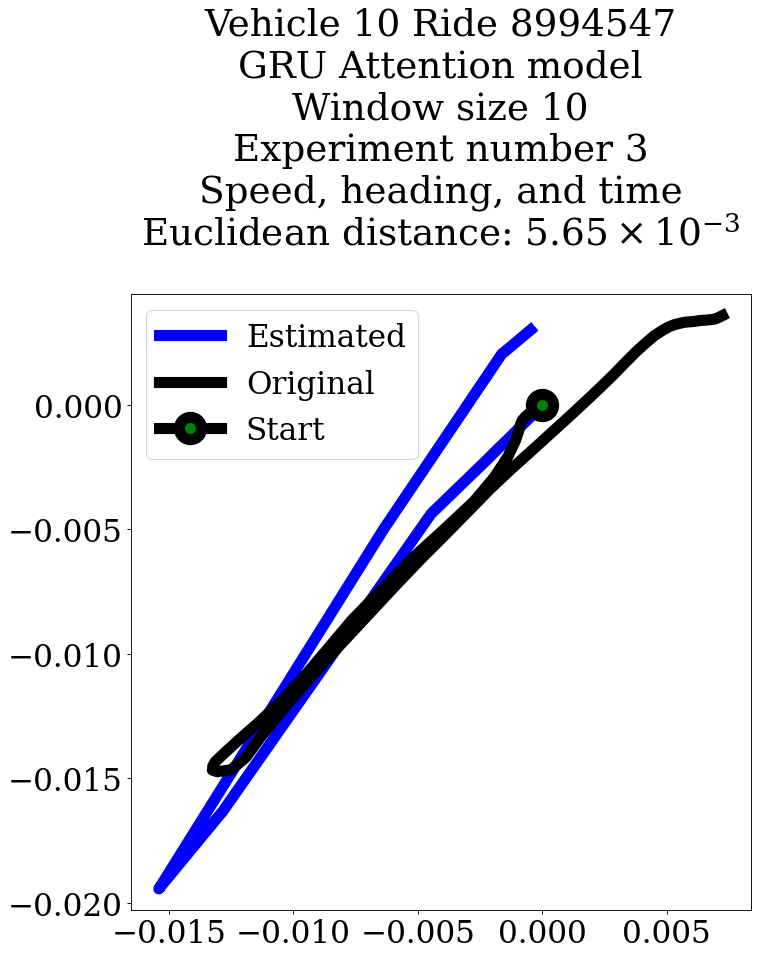 Vehicle 10 Ride 8994547
GRU Attention model
Window size 10
Experiment number 3
Speed, heading, and time
Euclidean distance: 5.65 × 10⁻³
Estimated
Original
Start
0.000
−0.005
−0.010
−0.015
−0.020
−0.015 −0.010 −0.005 0.000 0.005